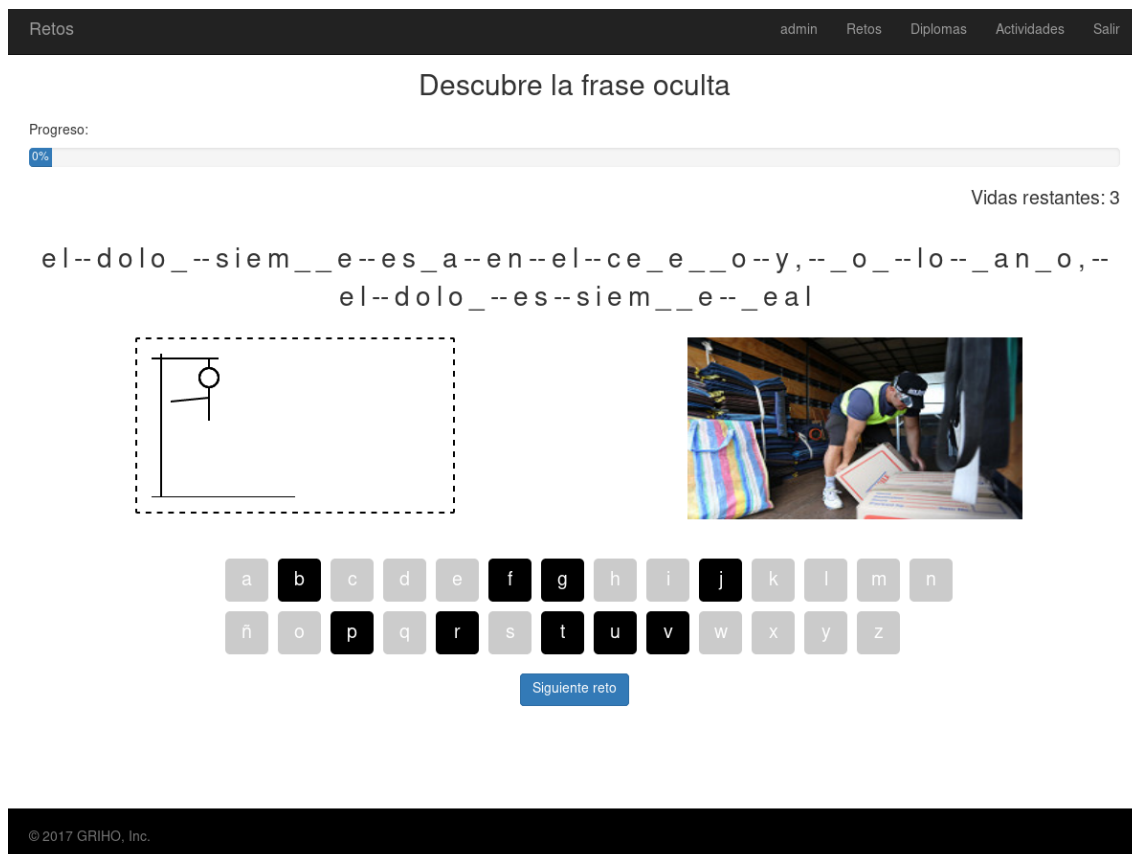 Retos admin Retos Diplomas Actividades Salir
Descubre la frase oculta
Progreso:
0%
Vidas restantes: 3
e l -- d o l o _ -- s i e m _ _ e -- e s _ a -- e n -- e l -- c e _ e _ _ o -- y , -- _ o _ -- l o -- _ a n _ o , --
e l -- d o l o _ -- e s -- s i e m _ _ e -- _ e a l
a b c d e f g h i j k l m n
ñ o p q r s t u v w x y z
Siguiente reto
© 2017 GRIHO, Inc.